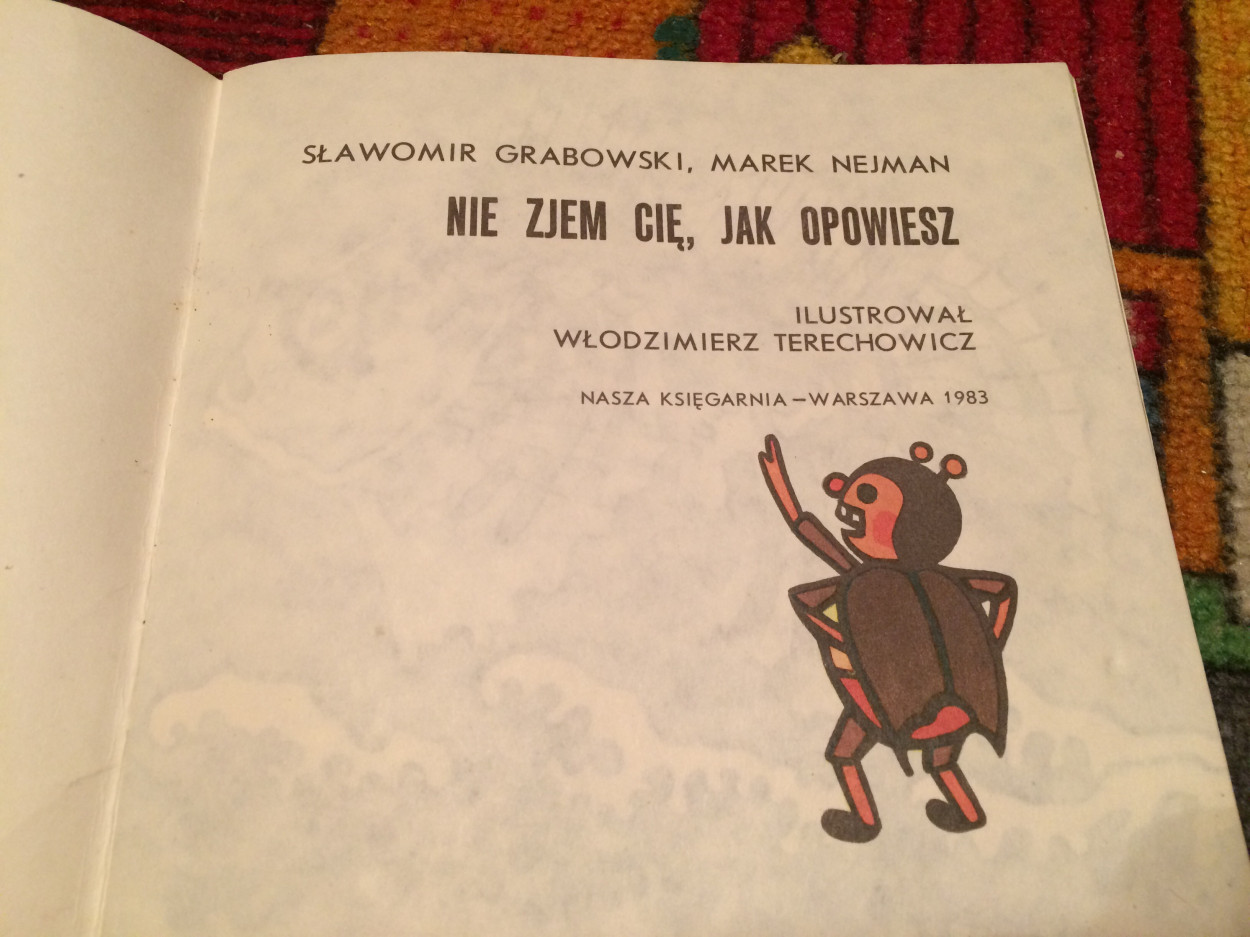 SŁAWOMIR GRABOWSKI, MAREK NEJMAN
NIE ZJEM CIĘ, JAK OPOWIESZ
ILUSTROWAŁ
WŁODZIMIERZ TERECHOWICZ
NASZA KSIĘGARNIA – WARSZAWA 1983